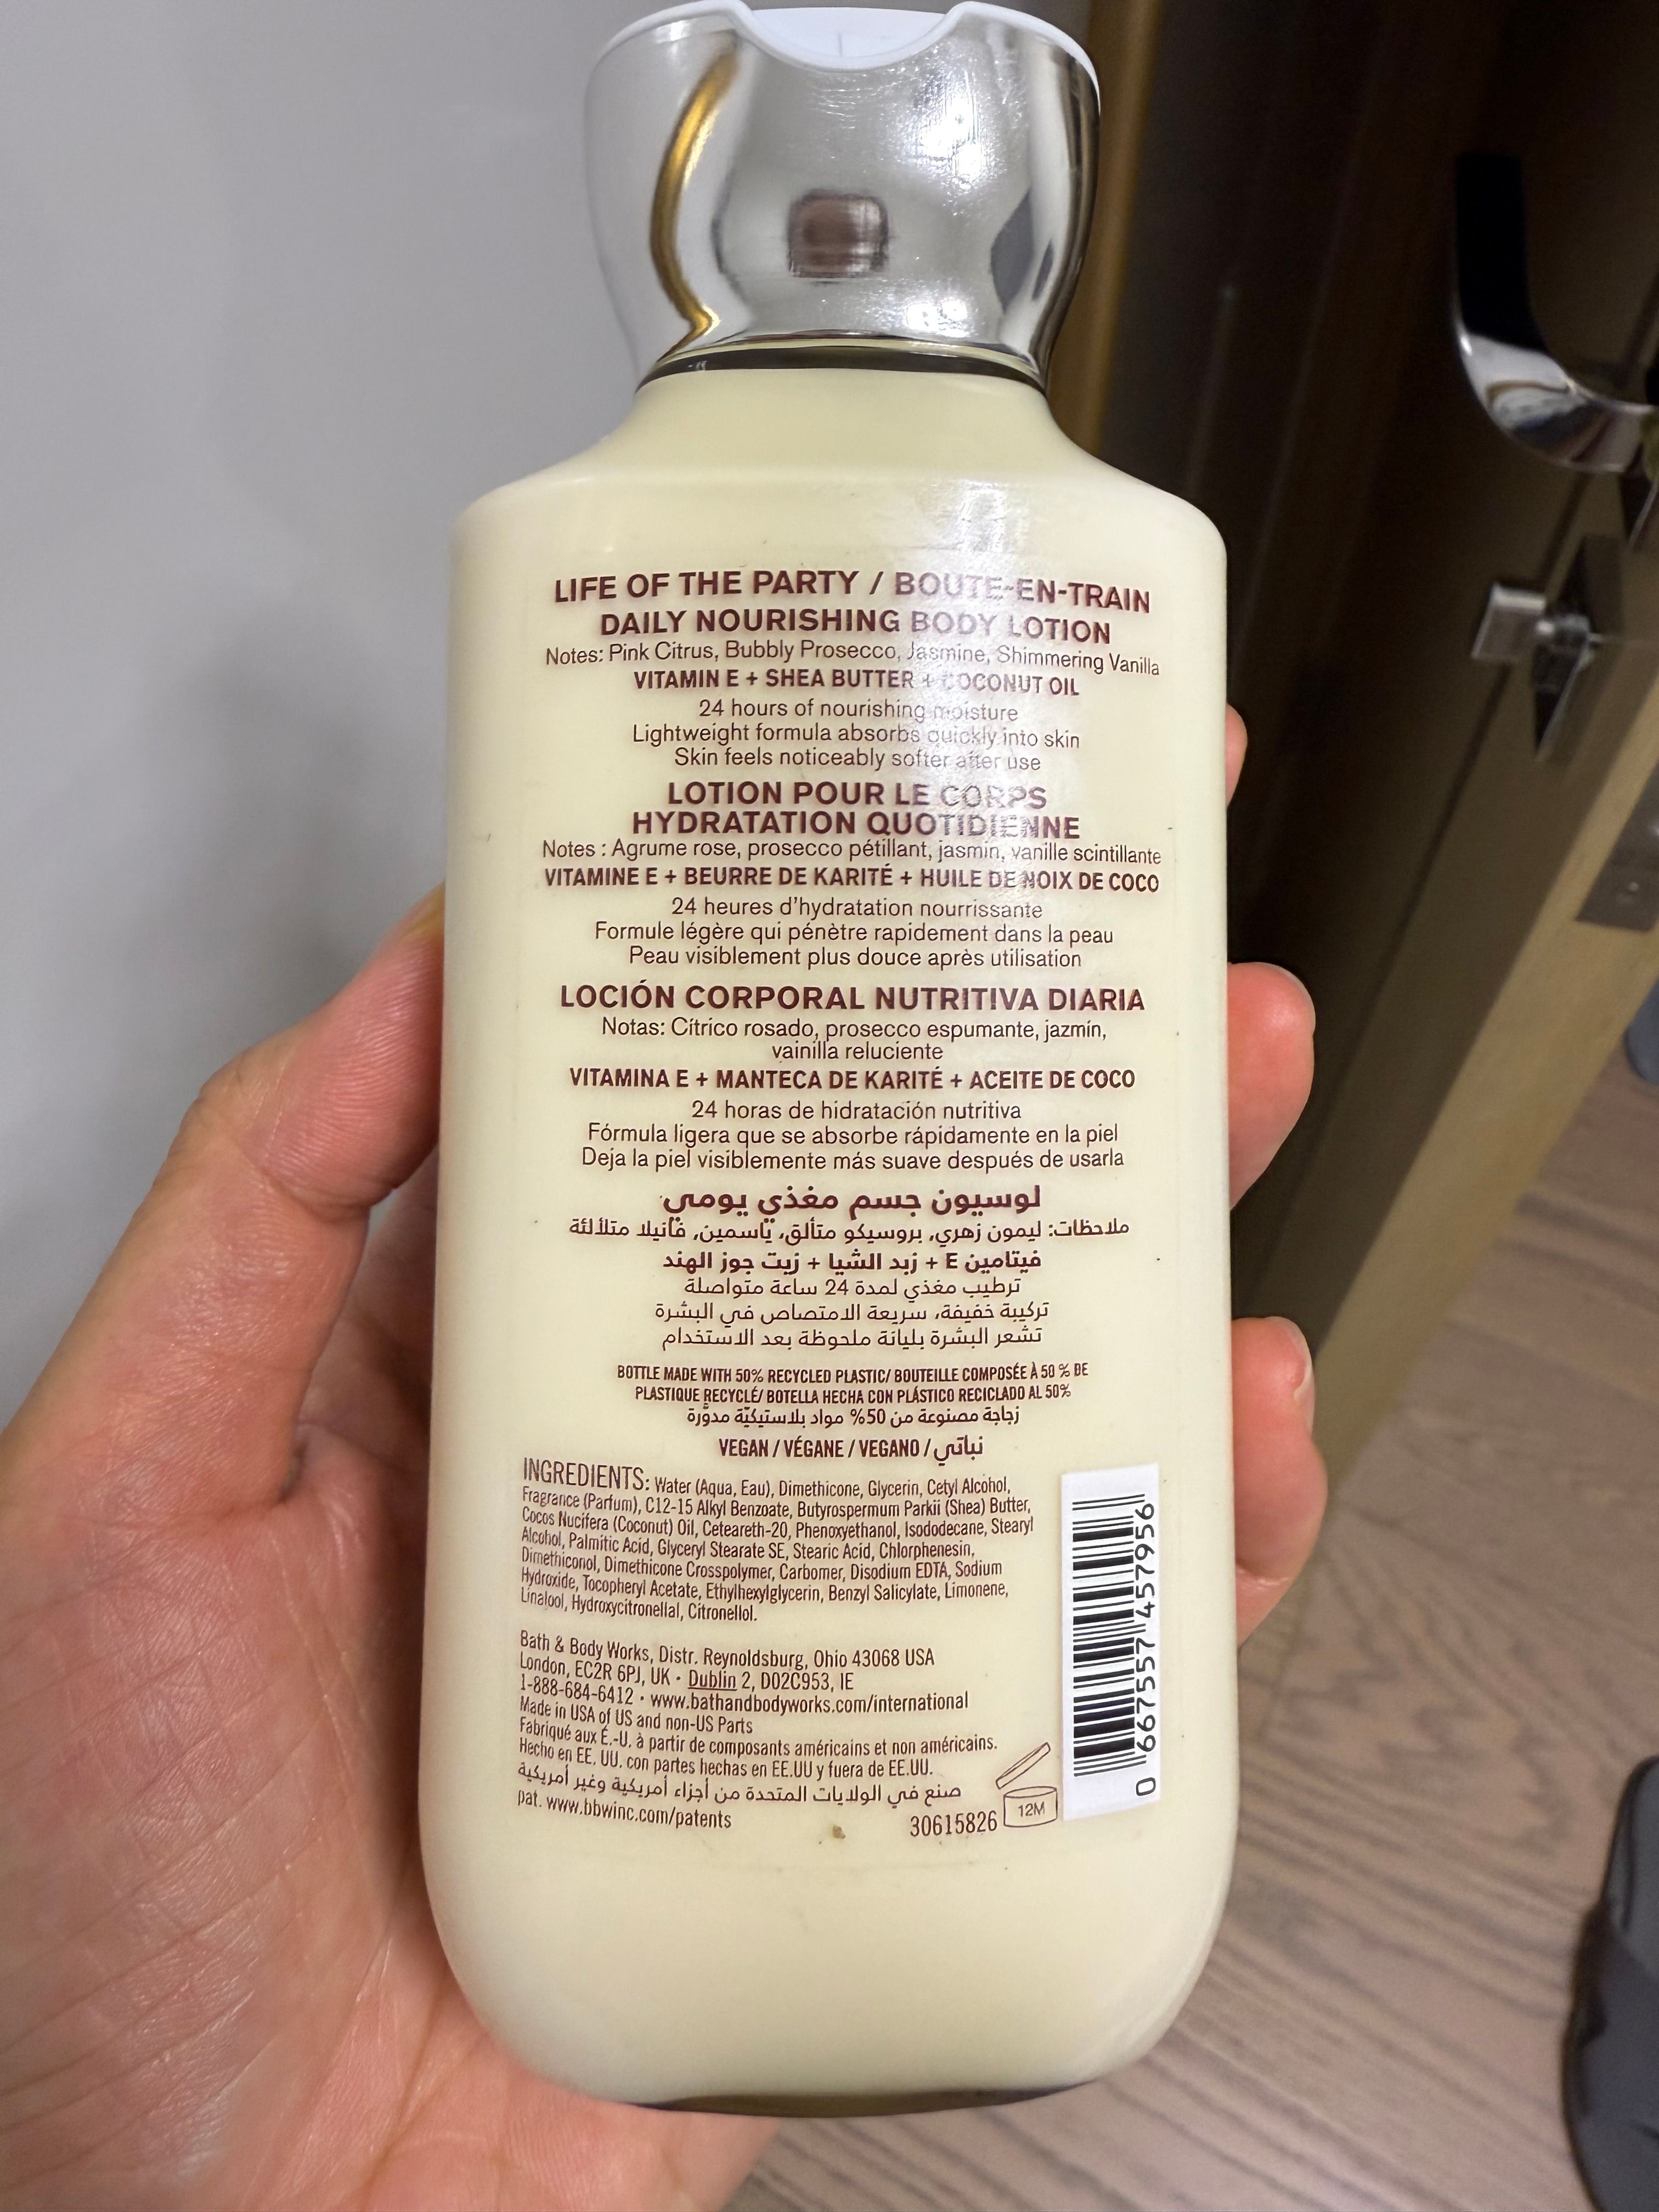 LIFE OF THE PARTY / BOUTE-EN-TRAIN
DAILY NOURISHING BODY LOTION
Notes: Pink Citrus, Bubbly Prosecco, Jasmine, Shimmering Vanilla
VITAMIN E + SHEA BUTTER + COCONUT OIL
24 hours of nourishing moisture
Lightweight formula absorbs quickly into skin
Skin feels noticeably softer after use
LOTION POUR LE CORPS
HYDRATATION QUOTIDIENNE
Notes : Agrume rose, prosecco pétillant, jasmin, vanille scintillante
VITAMINE E + BEURRE DE KARITÉ + HUILE DE NOIX DE COCO
24 heures d'hydratation nourrissante
Formule légère qui pénètre rapidement dans la peau
Peau visiblement plus douce après utilisation
LOCIÓN CORPORAL NUTRITIVA DIARIA
Notas: Cítrico rosado, prosecco espumante, jazmín,
vainilla reluciente
VITAMINA E + MANTECA DE KARITÉ + ACEITE DE COCO
24 horas de hidratación nutritiva
Fórmula ligera que se absorbe rápidamente en la piel
Deja la piel visiblemente más suave después de usarla
لوسيون جسم مغذي يومي
ملاحظات: ليمون زهري، بروسيكو متألق، ياسمين، فانيلا متلألئة
فيتامين E + زبد الشيا + زيت جوز الهند
ترطيب مغذي لمدة 24 ساعة متواصلة
تركيبة خفيفة، سريعة الامتصاص في البشرة
تشعر البشرة بليانة ملحوظة بعد الاستخدام
BOTTLE MADE WITH 50% RECYCLED PLASTIC/ BOUTEILLE COMPOSÉE À 50 % DE
PLASTIQUE RECYCLÉ/ BOTELLA HECHA CON PLÁSTICO RECICLADO AL 50%
زجاجة مصنوعة من 50% مواد بلاستيكيّة مدوَّرة
VEGAN / VÉGANE / VEGANO / نباتي
INGREDIENTS: Water (Aqua, Eau), Dimethicone, Glycerin, Cetyl Alcohol,
Fragrance (Parfum), C12-15 Alkyl Benzoate, Butyrospermum Parkii (Shea) Butter,
Cocos Nucifera (Coconut) Oil, Ceteareth-20, Phenoxyethanol, Isododecane, Stearyl
Alcohol, Palmitic Acid, Glyceryl Stearate SE, Stearic Acid, Chlorphenesin,
Dimethiconol, Dimethicone Crosspolymer, Carbomer, Disodium EDTA, Sodium
Hydroxide, Tocopheryl Acetate, Ethylhexylglycerin, Benzyl Salicylate, Limonene,
Linalool, Hydroxycitronellal, Citronellol.
Bath & Body Works, Distr. Reynoldsburg, Ohio 43068 USA
London, EC2R 6PJ, UK · Dublin 2, D02C953, IE
1-888-684-6412 · www.bathandbodyworks.com/international
Made in USA of US and non-US Parts
Fabriqué aux É.-U. à partir de composants américains et non américains.
Hecho en EE. UU. con partes hechas en EE.UU y fuera de EE.UU.
صنع في الولايات المتحدة من أجزاء أمريكية وغير أمريكية
pat. www.bbwinc.com/patents
30615826
12M
0 667557 457956